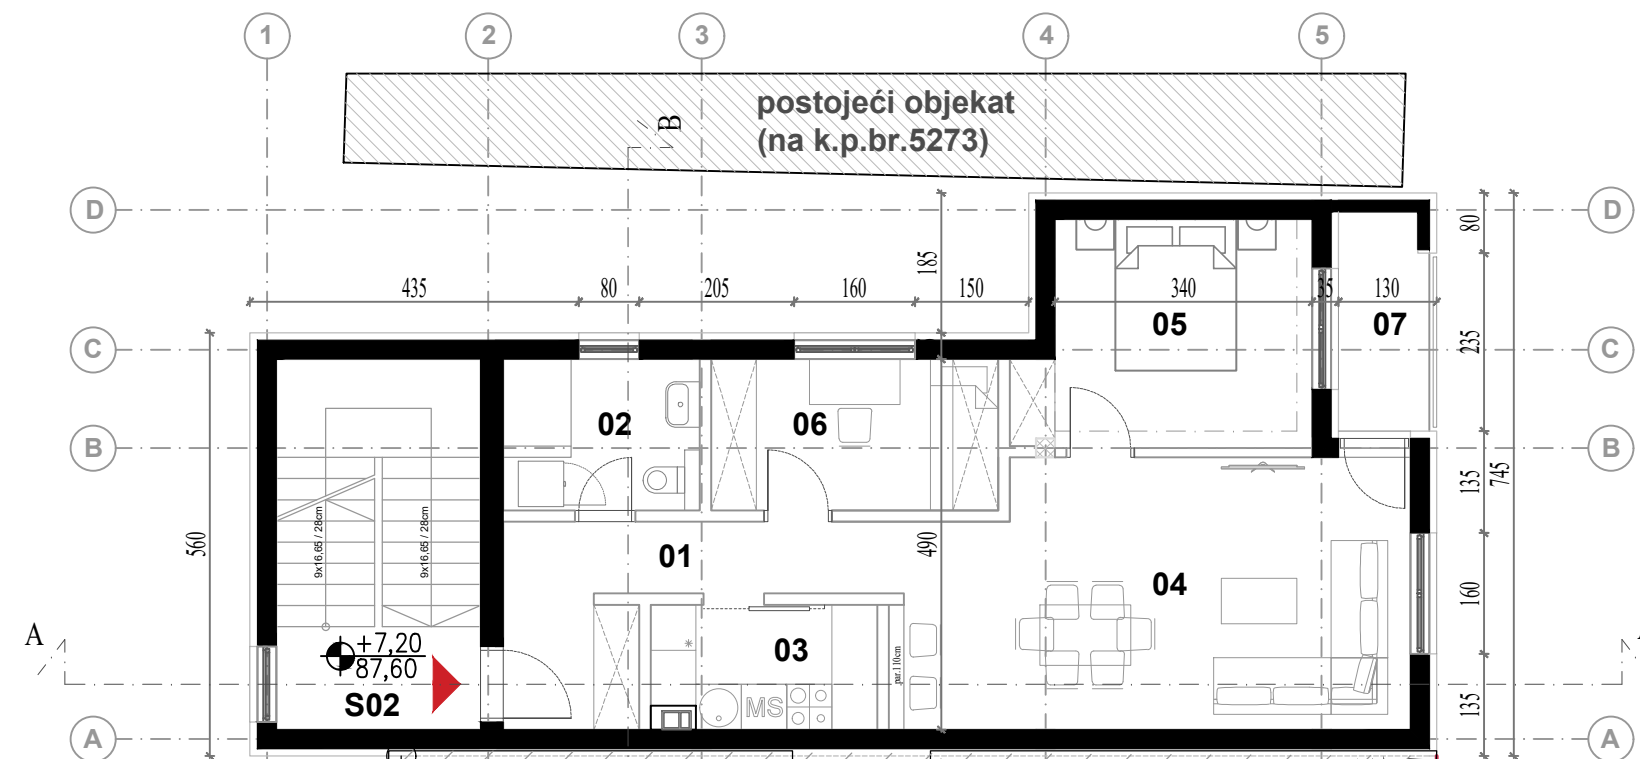 1 2 3 4 5
postojeći objekat
(na k.p.br.5273)
B
D D
80
185
435 80 205 160 150 340 35 130
05 07
C C
235
02 06
B B
135 745
9x16,65 / 28cm 9x16,65 / 28cm
560 490
01
04
160
A
+7,20
87,60
03
par.110cm
S02
MS
135
A A